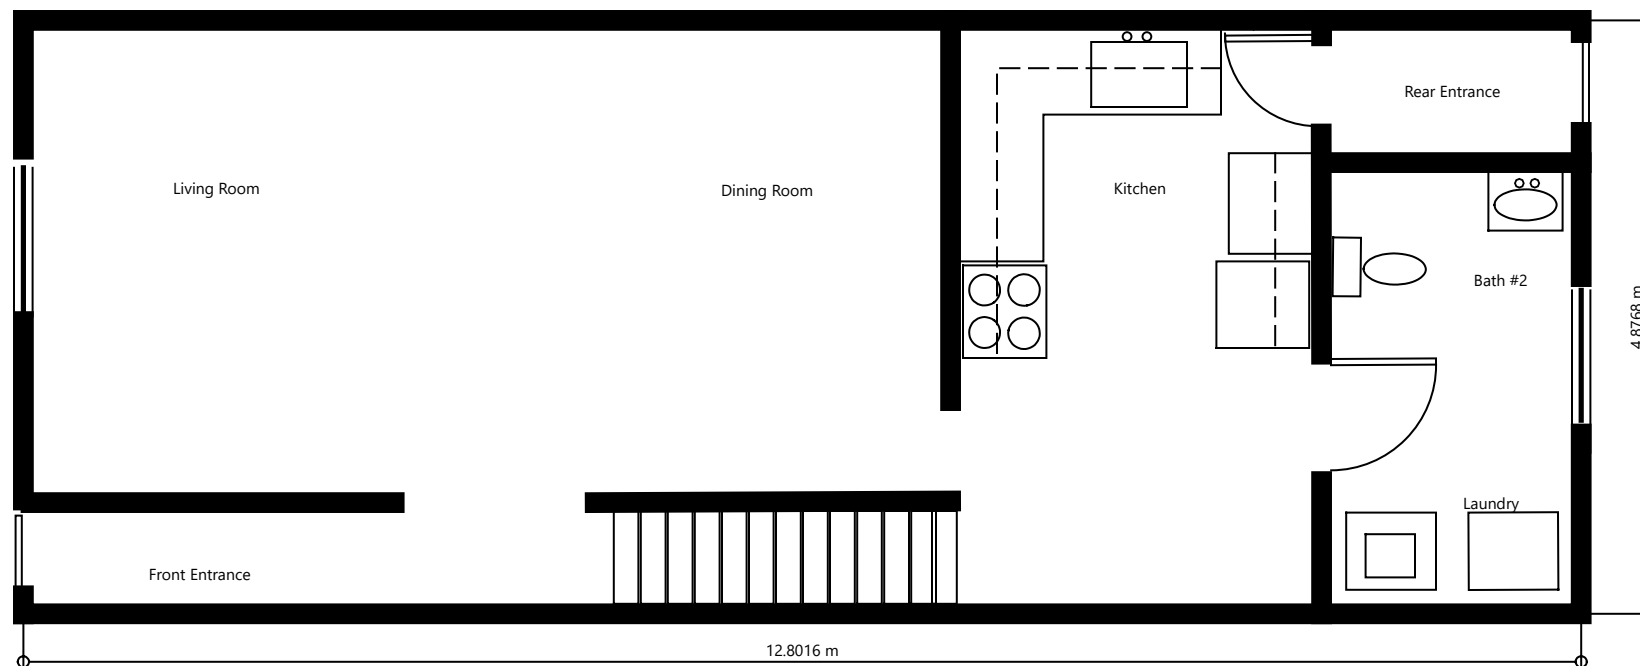 Rear Entrance
Living Room
Dining Room
Kitchen
Bath #2
4.8768 m
Laundry
Front Entrance
12.8016 m